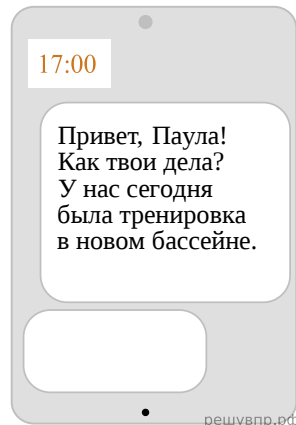 17:00
Привет, Паула!
Как твои дела?
У нас сегодня
была тренировка
в новом бассейне.
решувпр.рф